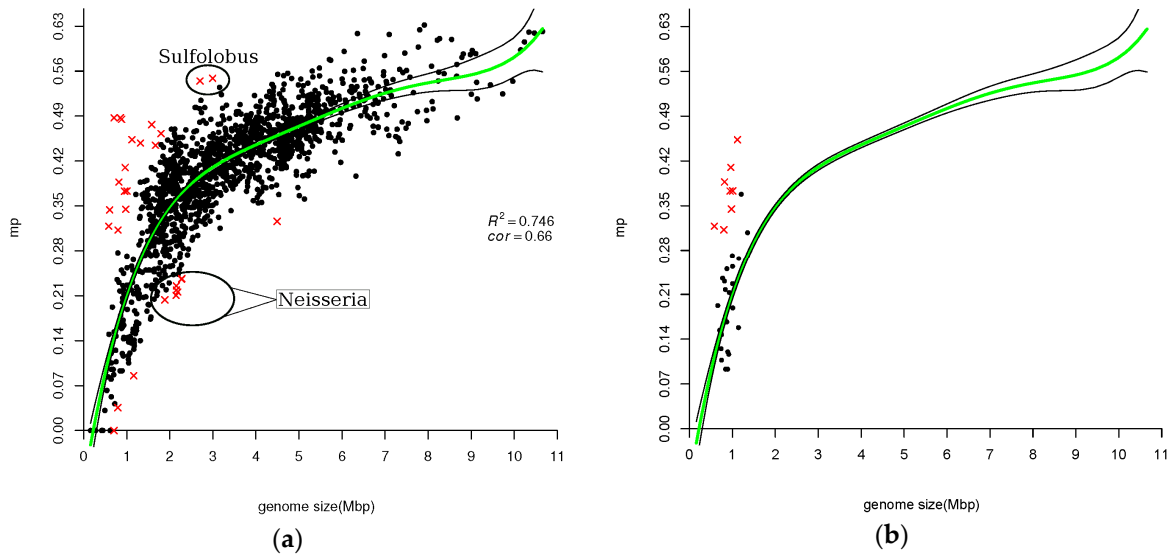 0.63
0.56
0.49
0.42
0.35
0.28
0.21
0.14
0.07
0.00
mp
Sulfolobus
R² = 0.746
cor = 0.66
Neisseria
0 1 2 3 4 5 6 7 8 9 10 11
genome size(Mbp)
(a)
0.63
0.56
0.49
0.42
0.35
0.28
0.21
0.14
0.07
0.00
mp
0 1 2 3 4 5 6 7 8 9 10 11
genome size(Mbp)
(b)